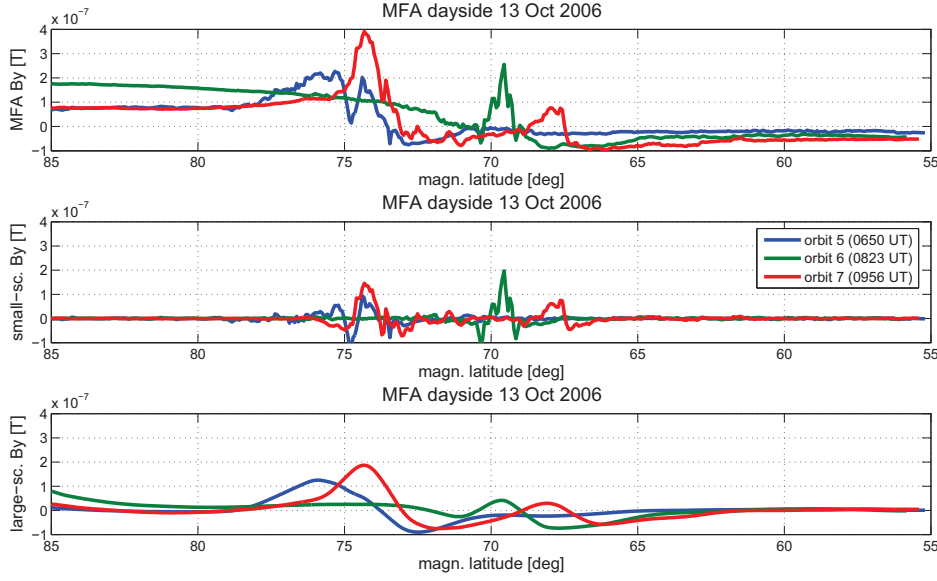 MFA dayside 13 Oct 2006
x 10^-7
4
3
2
1
0
−1
MFA By [T]
85 80 75 70 65 60 55
magn. latitude [deg]
MFA dayside 13 Oct 2006
x 10^-7
4
3
2
1
0
−1
small−sc. By [T]
orbit 5 (0650 UT)
orbit 6 (0823 UT)
orbit 7 (0956 UT)
85 80 75 70 65 60 55
magn. latitude [deg]
MFA dayside 13 Oct 2006
x 10^-7
4
3
2
1
0
−1
large−sc. By [T]
85 80 75 70 65 60 55
magn. latitude [deg]